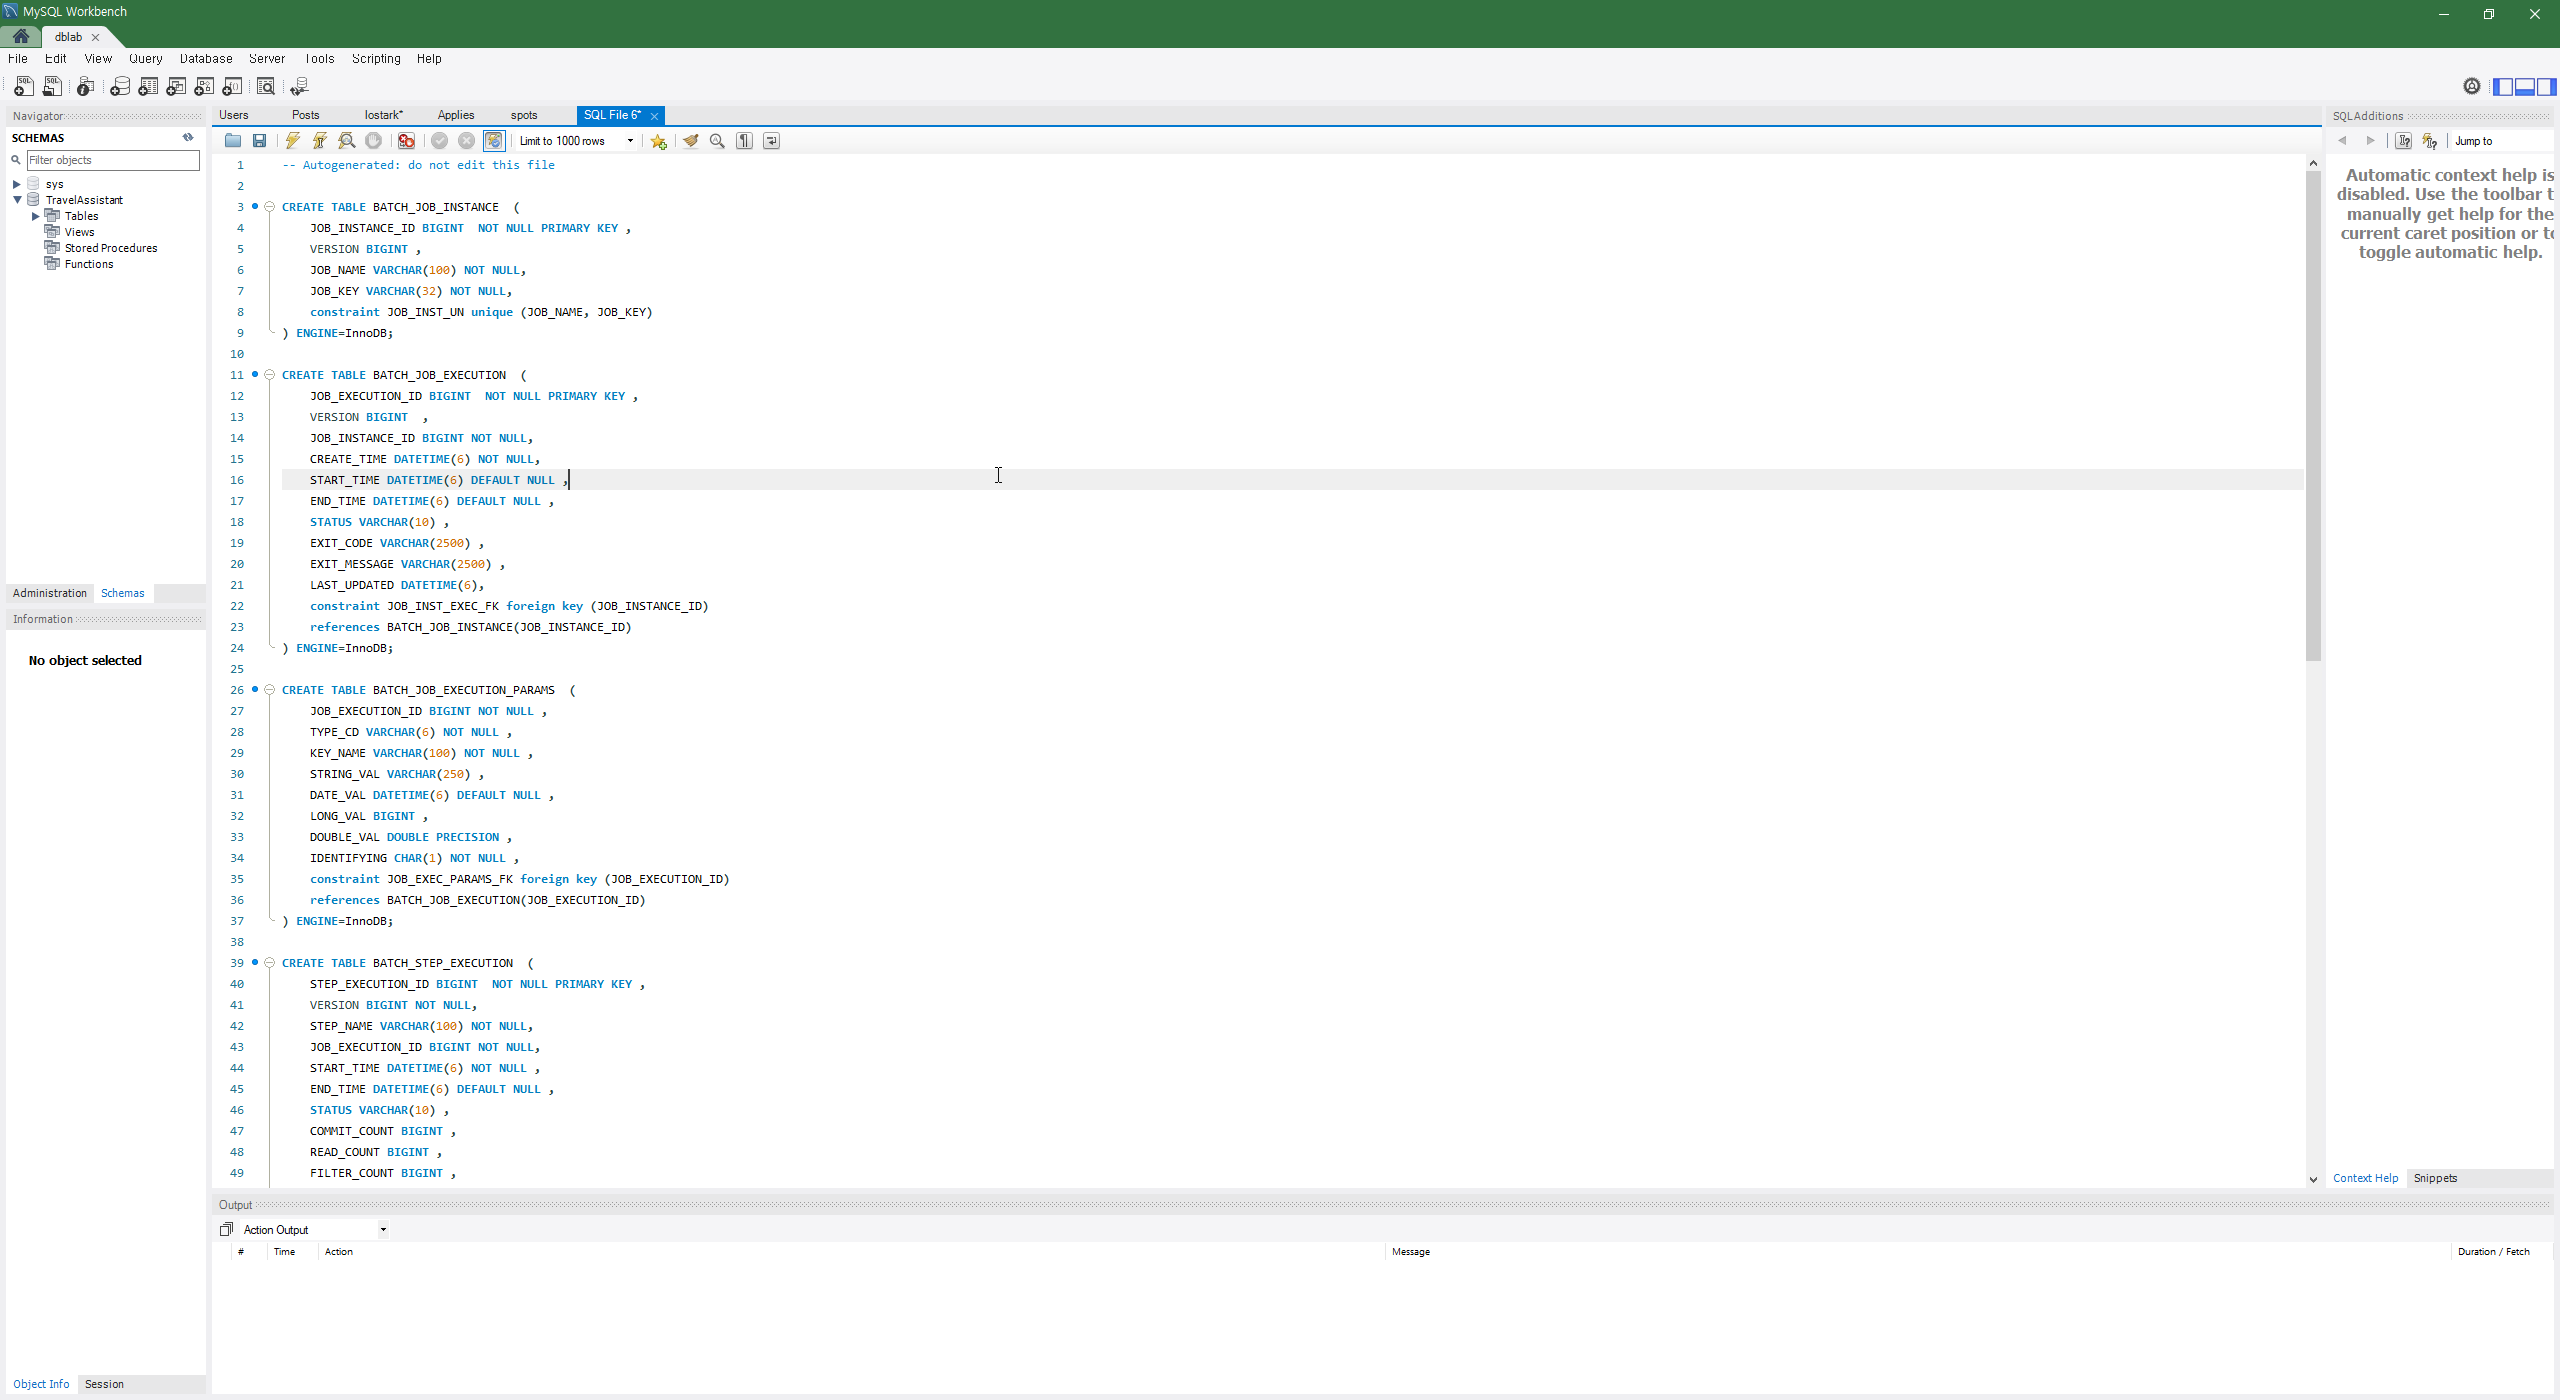 MySQL Workbench
dblab
File Edit View Query Database Server Tools Scripting Help
Navigator
SCHEMAS
Filter objects
sys
TravelAssistant
Tables
Views
Stored Procedures
Functions
Administration Schemas
Information
No object selected
Object Info Session
Users Posts lostark* Applies spots SQL File 6*
Limit to 1000 rows
1 -- Autogenerated: do not edit this file
2
3 CREATE TABLE BATCH_JOB_INSTANCE  (
4 JOB_INSTANCE_ID BIGINT  NOT NULL PRIMARY KEY ,
5 VERSION BIGINT ,
6 JOB_NAME VARCHAR(100) NOT NULL,
7 JOB_KEY VARCHAR(32) NOT NULL,
8 constraint JOB_INST_UN unique (JOB_NAME, JOB_KEY)
9 ) ENGINE=InnoDB;
10
11 CREATE TABLE BATCH_JOB_EXECUTION  (
12 JOB_EXECUTION_ID BIGINT  NOT NULL PRIMARY KEY ,
13 VERSION BIGINT  ,
14 JOB_INSTANCE_ID BIGINT NOT NULL,
15 CREATE_TIME DATETIME(6) NOT NULL,
16 START_TIME DATETIME(6) DEFAULT NULL ,
17 END_TIME DATETIME(6) DEFAULT NULL ,
18 STATUS VARCHAR(10) ,
19 EXIT_CODE VARCHAR(2500) ,
20 EXIT_MESSAGE VARCHAR(2500) ,
21 LAST_UPDATED DATETIME(6),
22 constraint JOB_INST_EXEC_FK foreign key (JOB_INSTANCE_ID)
23 references BATCH_JOB_INSTANCE(JOB_INSTANCE_ID)
24 ) ENGINE=InnoDB;
25
26 CREATE TABLE BATCH_JOB_EXECUTION_PARAMS  (
27 JOB_EXECUTION_ID BIGINT NOT NULL ,
28 TYPE_CD VARCHAR(6) NOT NULL ,
29 KEY_NAME VARCHAR(100) NOT NULL ,
30 STRING_VAL VARCHAR(250) ,
31 DATE_VAL DATETIME(6) DEFAULT NULL ,
32 LONG_VAL BIGINT ,
33 DOUBLE_VAL DOUBLE PRECISION ,
34 IDENTIFYING CHAR(1) NOT NULL ,
35 constraint JOB_EXEC_PARAMS_FK foreign key (JOB_EXECUTION_ID)
36 references BATCH_JOB_EXECUTION(JOB_EXECUTION_ID)
37 ) ENGINE=InnoDB;
38
39 CREATE TABLE BATCH_STEP_EXECUTION  (
40 STEP_EXECUTION_ID BIGINT  NOT NULL PRIMARY KEY ,
41 VERSION BIGINT NOT NULL,
42 STEP_NAME VARCHAR(100) NOT NULL,
43 JOB_EXECUTION_ID BIGINT NOT NULL,
44 START_TIME DATETIME(6) NOT NULL ,
45 END_TIME DATETIME(6) DEFAULT NULL ,
46 STATUS VARCHAR(10) ,
47 COMMIT_COUNT BIGINT ,
48 READ_COUNT BIGINT ,
49 FILTER_COUNT BIGINT ,
Output
Action Output
# Time Action Message Duration / Fetch
SQLAdditions
Jump to
Automatic context help is
disabled. Use the toolbar t
manually get help for the
current caret position or to
toggle automatic help.
Context Help Snippets